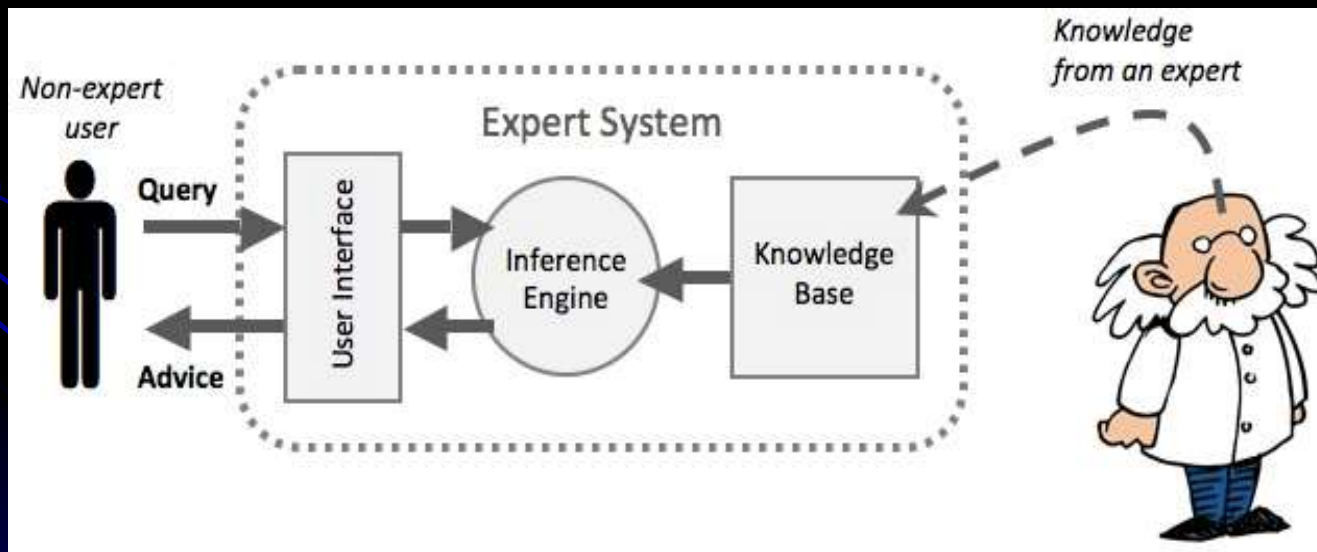 Knowledge
from an expert
Non-expert
user
Expert System
Query
User Interface
Inference
Engine
Knowledge
Base
Advice